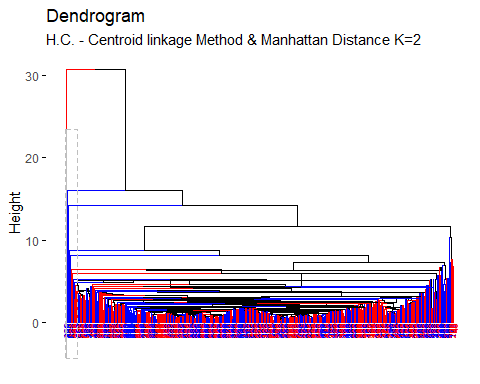 Dendrogram
H.C. - Centroid linkage Method & Manhattan Distance K=2
30
20
10
0
Height